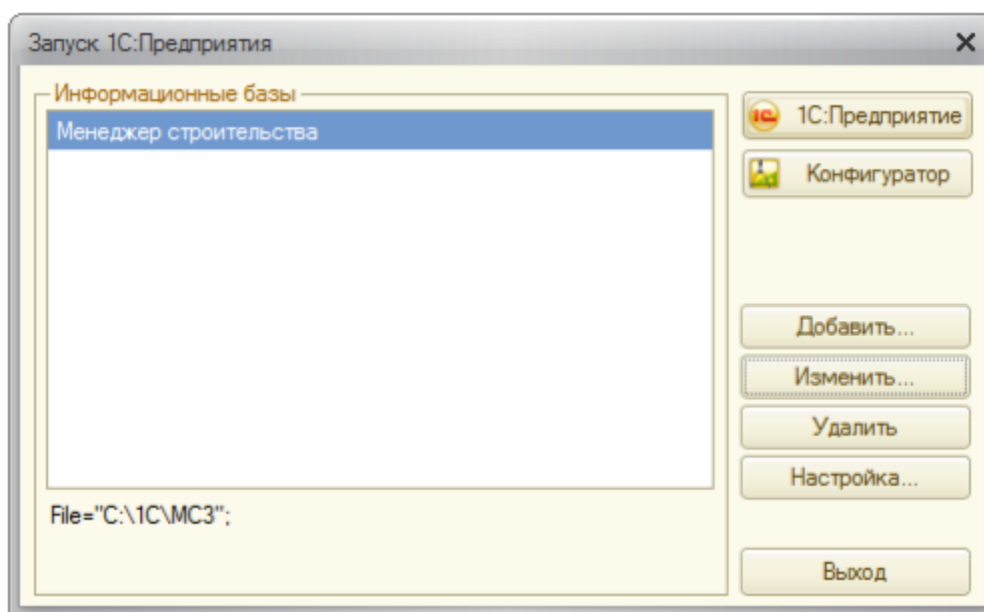 Запуск 1С:Предприятия
Информационные базы
Менеджер строительства
File="C:\1C\MC3";
1С:Предприятие
Конфигуратор
Добавить...
Изменить...
Удалить
Настройка...
Выход